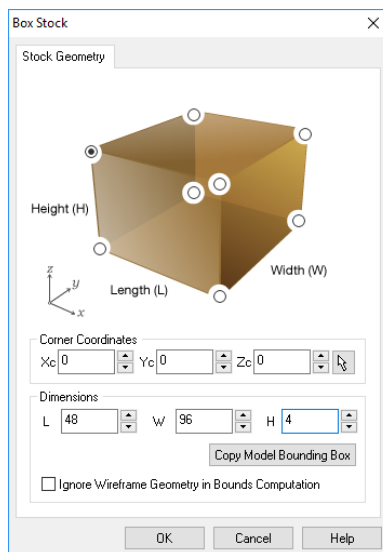 Box Stock
Stock Geometry
Height (H)
Length (L)
Width (W)
z
y
x
Corner Coordinates
Xc 0 Yc 0 Zc 0
Dimensions
L 48 W 96 H 4
Copy Model Bounding Box
Ignore Wireframe Geometry in Bounds Computation
OK Cancel Help